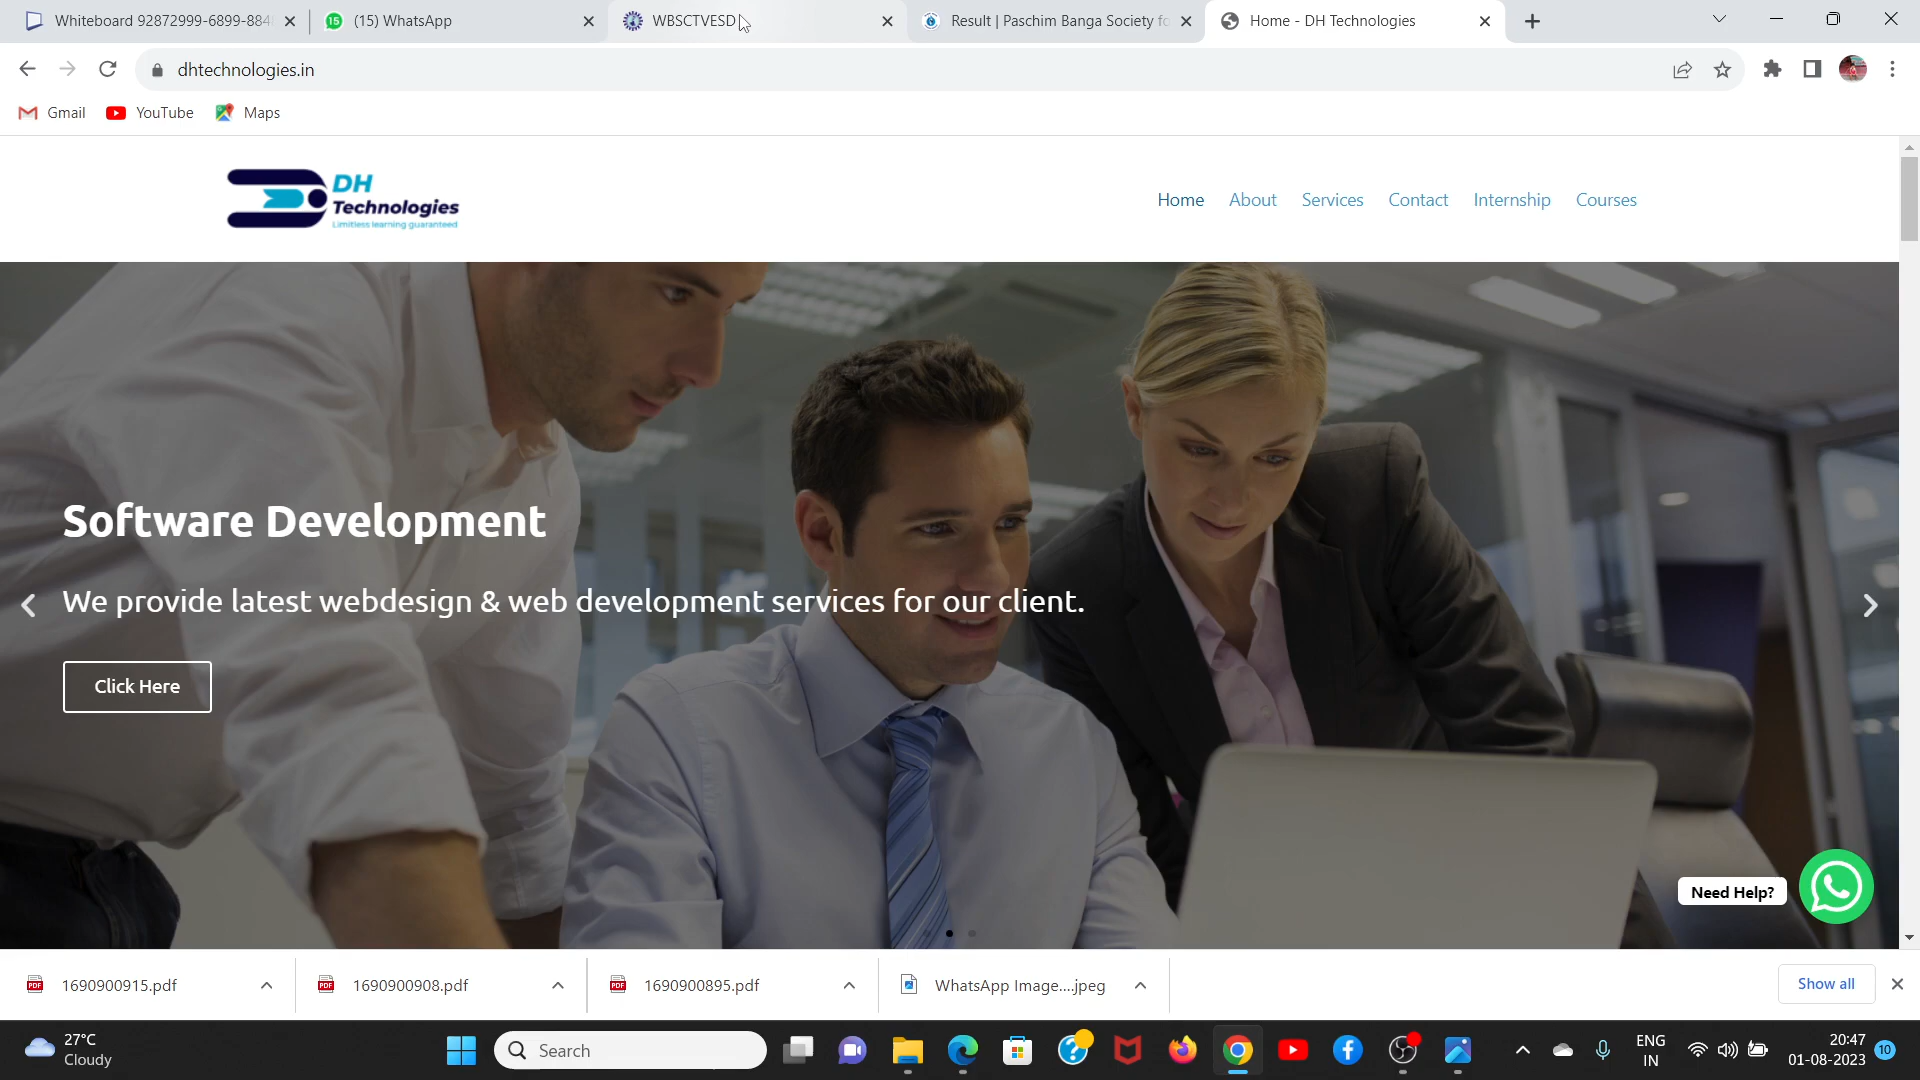 Whiteboard 92872999-6899-884
(15) WhatsApp
WBSCTVESD
Result | Paschim Banga Society fo
Home - DH Technologies
dhtechnologies.in
Gmail
YouTube
Maps
DH
Technologies
Limitless learning guaranteed
Home
About
Services
Contact
Internship
Courses
Software Development
We provide latest webdesign & web development services for our client.
Click Here
Need Help?
1690900915.pdf
1690900908.pdf
1690900895.pdf
WhatsApp Image....jpeg
Show all
27°C
Cloudy
Search
ENG
IN
20:47
01-08-2023
10